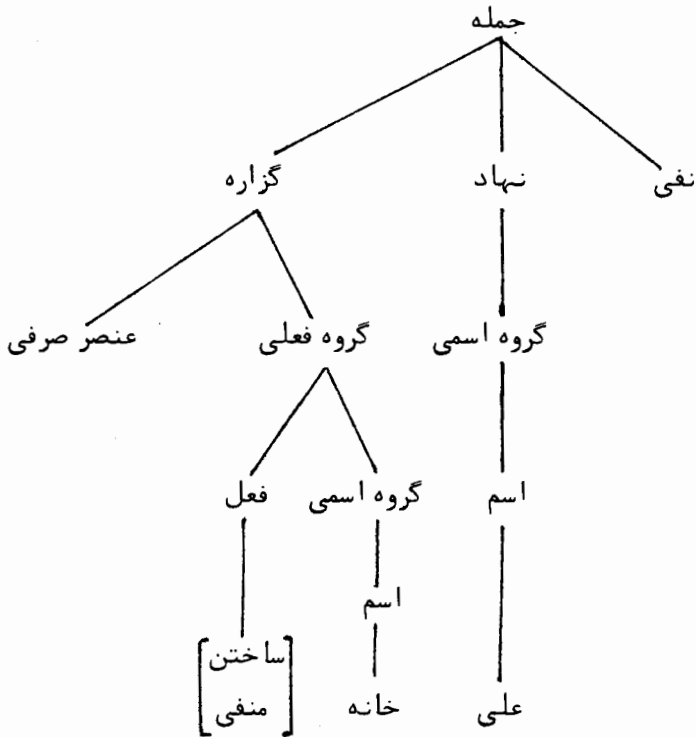 جمله
نفی نهاد گزاره
گروه اسمی گروه فعلی عنصر صرفی
اسم گروه اسمی فعل
اسم
ساختن
علی خانه منفی